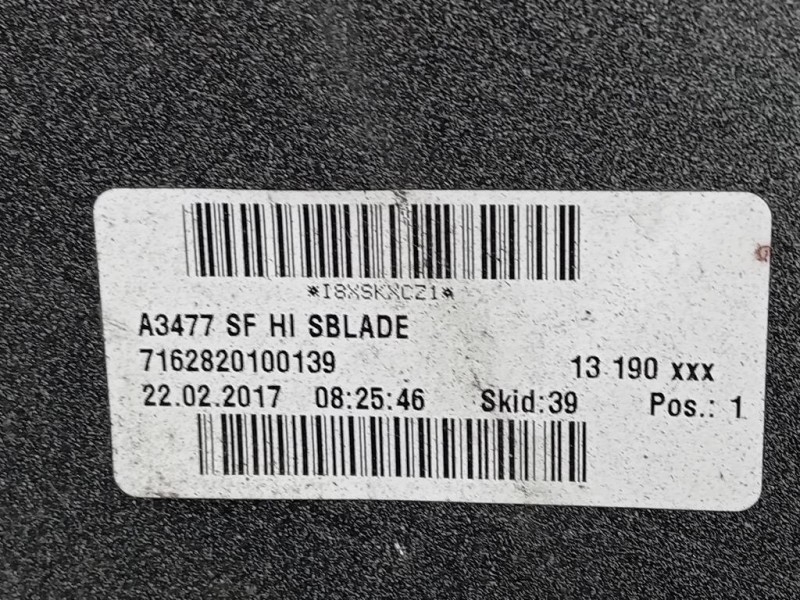 *I8XSKXCZ1*
A3477 SF HI SBLADE
7162820100139 13 190 xxx
22.02.2017 08:25:46 Skid:39 Pos.: 1